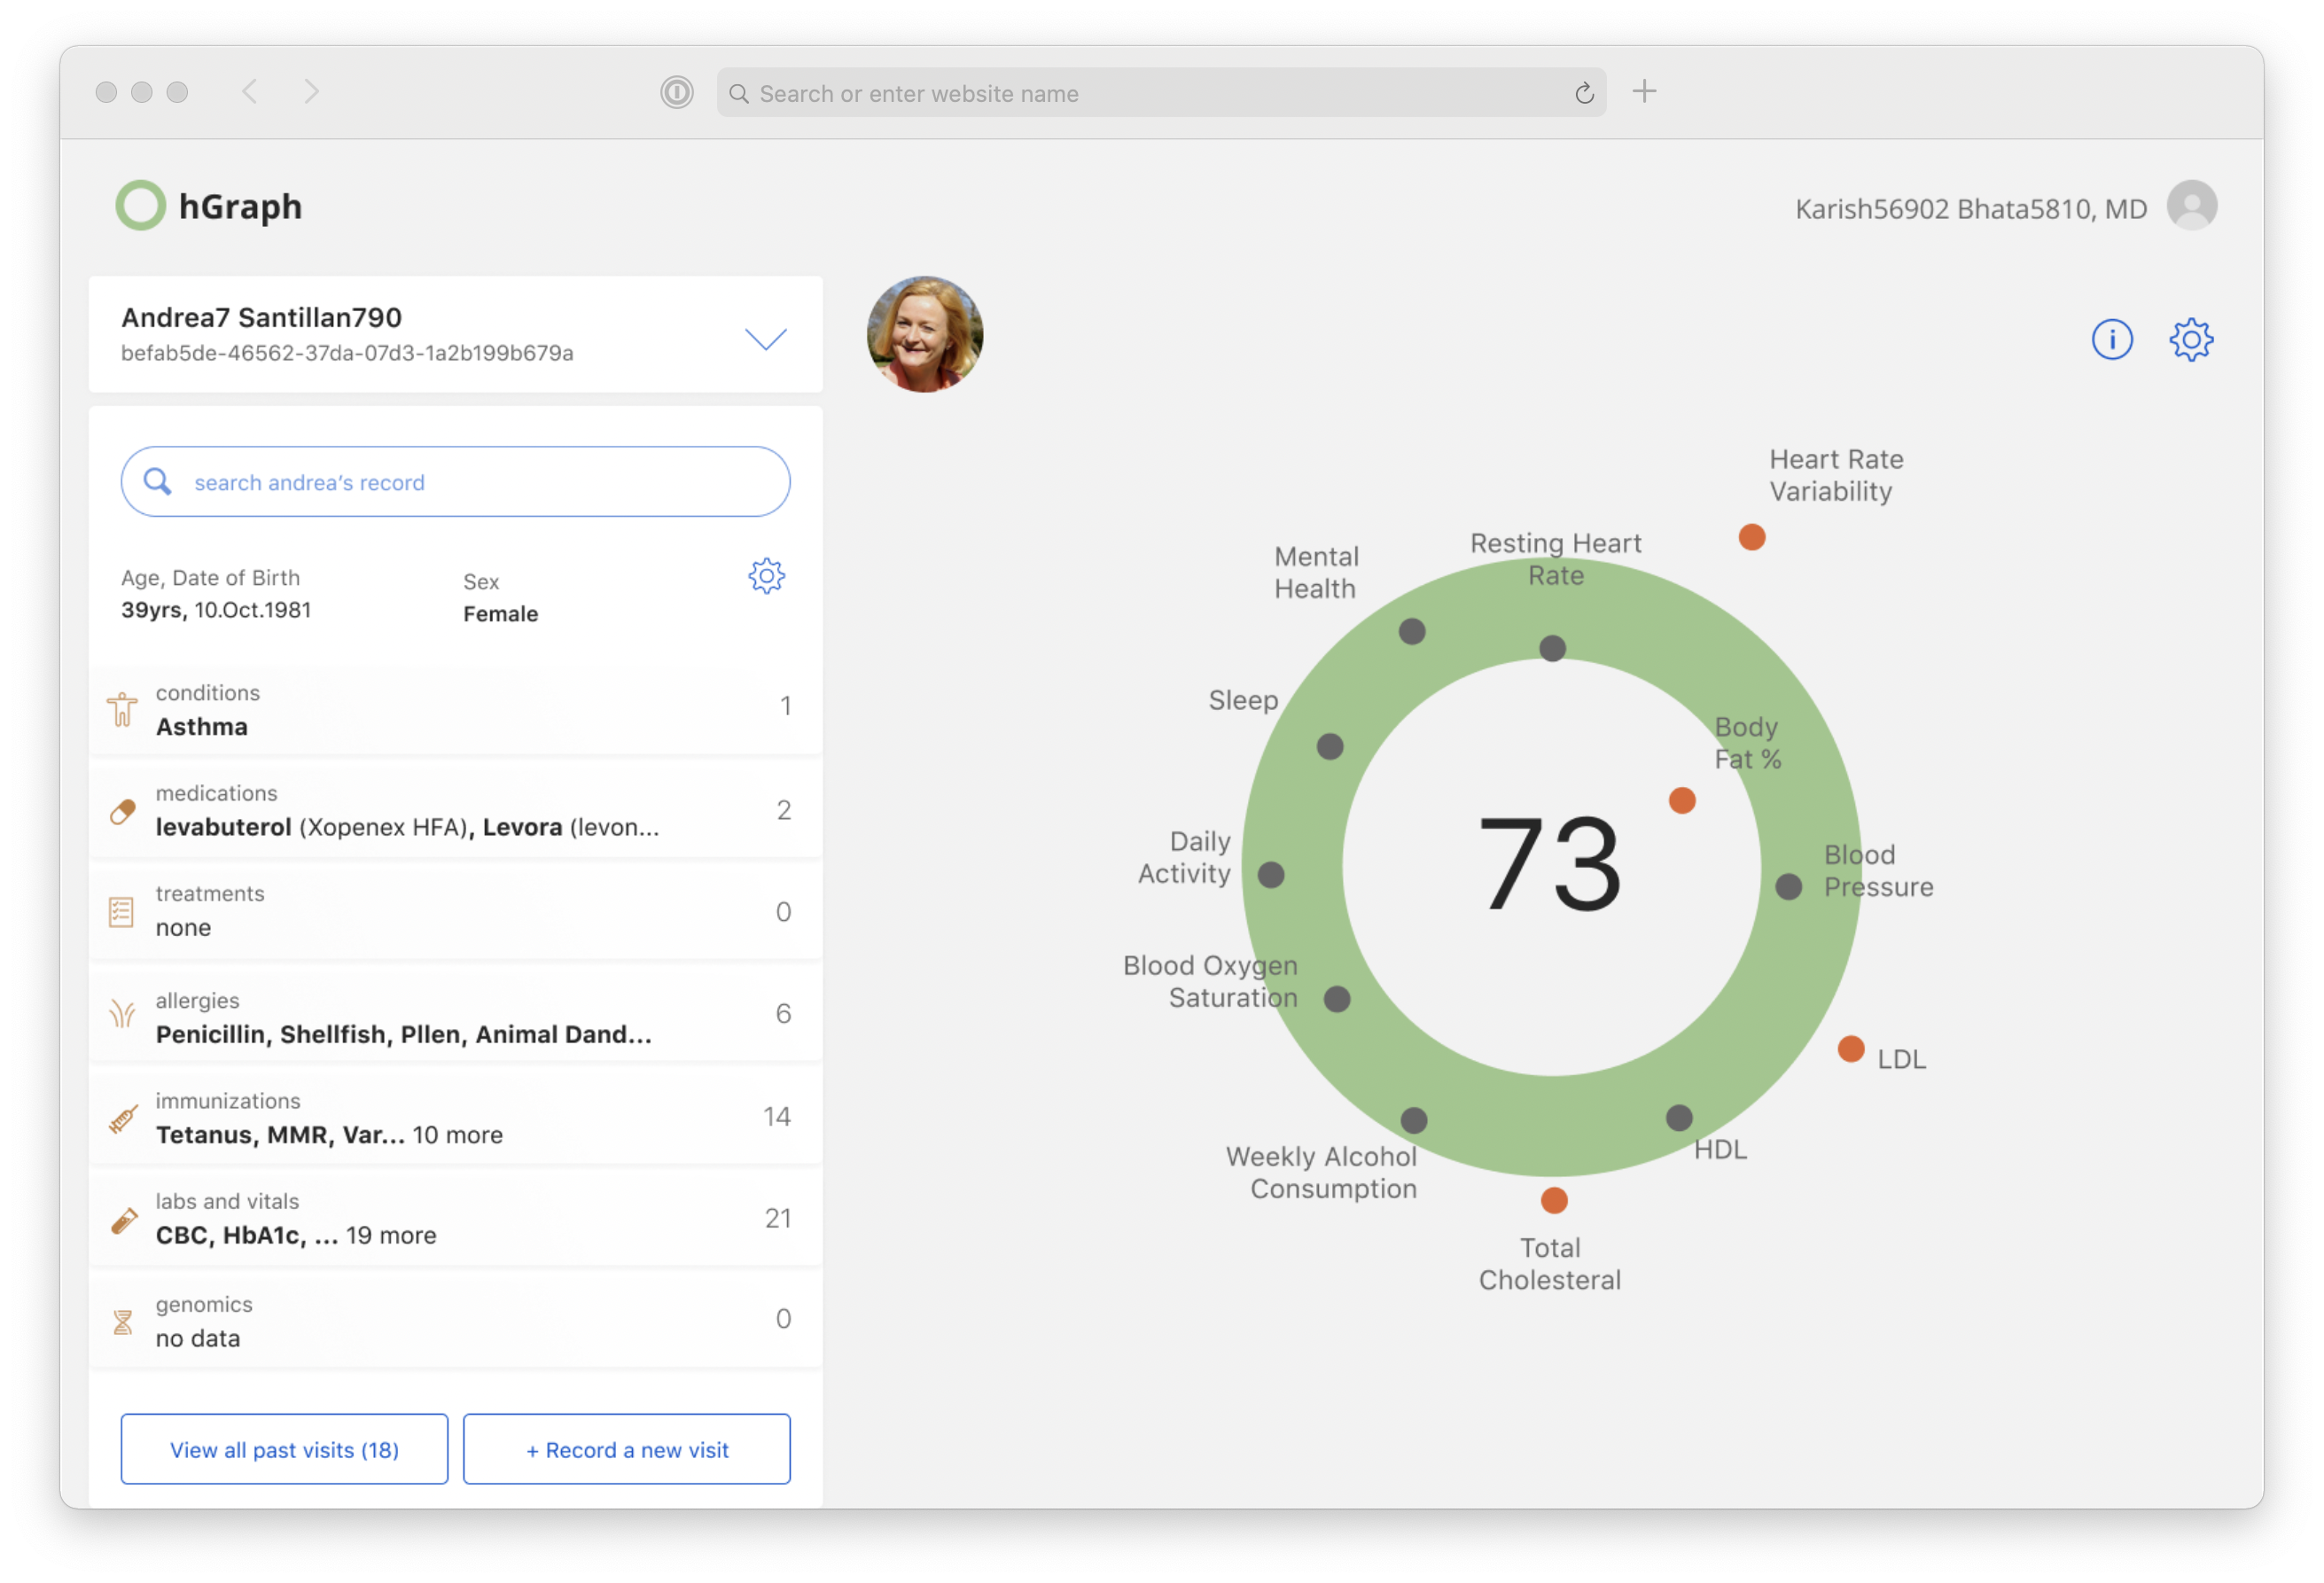 Search or enter website name
hGraph
Karish56902 Bhata5810, MD
Andrea7 Santillan790
befab5de-46562-37da-07d3-1a2b199b679a
search andrea's record
Age, Date of Birth
39yrs, 10.Oct.1981
Sex
Female
conditions
Asthma
1
medications
levabuterol (Xopenex HFA), Levora (levon...
2
treatments
none
0
allergies
Penicillin, Shellfish, Pllen, Animal Dand...
6
immunizations
Tetanus, MMR, Var... 10 more
14
labs and vitals
CBC, HbA1c, ... 19 more
21
genomics
no data
0
View all past visits (18)
+ Record a new visit
Heart Rate
Variability
Resting Heart
Rate
Mental
Health
Sleep
Body
Fat %
Daily
Activity
73
Blood
Pressure
Blood Oxygen
Saturation
LDL
HDL
Weekly Alcohol
Consumption
Total
Cholesteral